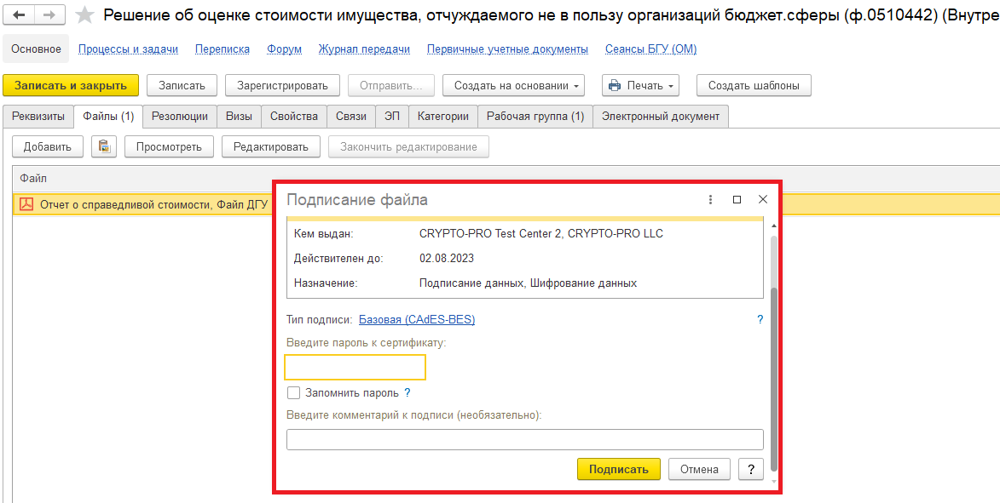 Решение об оценке стоимости имущества, отчуждаемого не в пользу организаций бюджет.сферы (ф.0510442) (Внутре
Основное Процессы и задачи Переписка Форум Журнал передачи Первичные учетные документы Сеансы БГУ (ОМ)
Записать и закрыть Записать Зарегистрировать Отправить... Создать на основании Печать Создать шаблоны
Реквизиты Файлы (1) Резолюции Визы Свойства Связи ЭП Категории Рабочая группа (1) Электронный документ
Добавить Просмотреть Редактировать Закончить редактирование
Файл
Отчет о справедливой стоимости, Файл ДГУ
Подписание файла
Кем выдан: CRYPTO-PRO Test Center 2, CRYPTO-PRO LLC
Действителен до: 02.08.2023
Назначение: Подписание данных, Шифрование данных
Тип подписи: Базовая (CAdES-BES) ?
Введите пароль к сертификату:
Запомнить пароль ?
Введите комментарий к подписи (необязательно):
Подписать Отмена ?